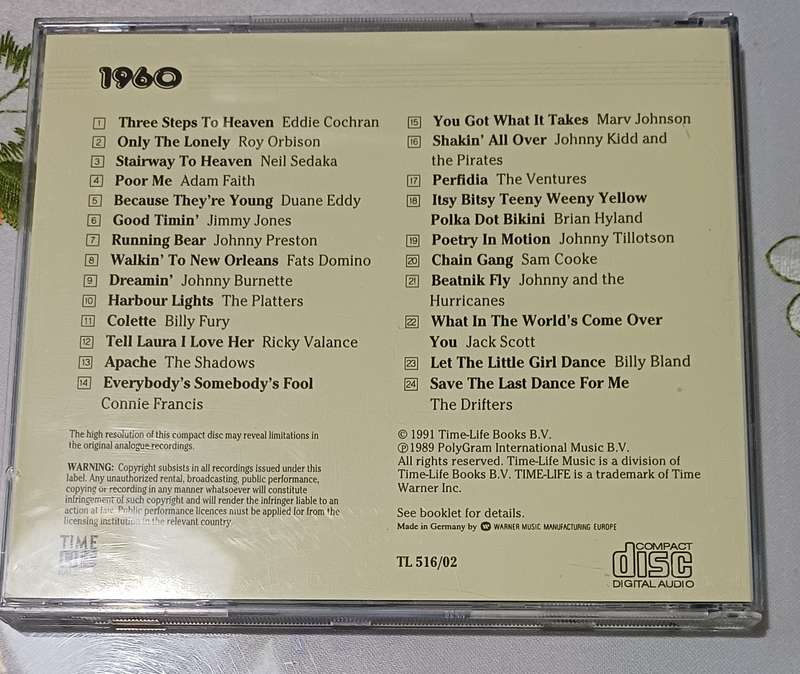 1960
1 Three Steps To Heaven Eddie Cochran
2 Only The Lonely Roy Orbison
3 Stairway To Heaven Neil Sedaka
4 Poor Me Adam Faith
5 Because They're Young Duane Eddy
6 Good Timin' Jimmy Jones
7 Running Bear Johnny Preston
8 Walkin' To New Orleans Fats Domino
9 Dreamin' Johnny Burnette
10 Harbour Lights The Platters
11 Colette Billy Fury
12 Tell Laura I Love Her Ricky Valance
13 Apache The Shadows
14 Everybody's Somebody's Fool
Connie Francis
15 You Got What It Takes Marv Johnson
16 Shakin' All Over Johnny Kidd and
the Pirates
17 Perfidia The Ventures
18 Itsy Bitsy Teeny Weeny Yellow
Polka Dot Bikini Brian Hyland
19 Poetry In Motion Johnny Tillotson
20 Chain Gang Sam Cooke
21 Beatnik Fly Johnny and the
Hurricanes
22 What In The World's Come Over
You Jack Scott
23 Let The Little Girl Dance Billy Bland
24 Save The Last Dance For Me
The Drifters
The high resolution of this compact disc may reveal limitations in
the original analogue recordings.
WARNING: Copyright subsists in all recordings issued under this
label. Any unauthorized rental, broadcasting, public performance,
copying or recording in any manner whatsoever will constitute
infringement of such copyright and will render the infringer liable to an
action at law. Public performance licences must be applied for from the
licensing institution in the relevant country.
TIME
© 1991 Time-Life Books B.V.
℗ 1989 PolyGram International Music B.V.
All rights reserved. Time-Life Music is a division of
Time-Life Books B.V. TIME-LIFE is a trademark of Time
Warner Inc.
See booklet for details.
Made in Germany by WARNER MUSIC MANUFACTURING EUROPE
TL 516/02
COMPACT
disc
DIGITAL AUDIO